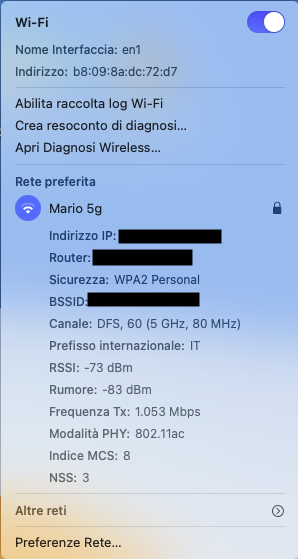 Wi-Fi
Nome Interfaccia: en1
Indirizzo: b8:09:8a:dc:72:d7
Abilita raccolta log Wi-Fi
Crea resoconto di diagnosi...
Apri Diagnosi Wireless...
Rete preferita
Mario 5g
Indirizzo IP:
Router:
Sicurezza: WPA2 Personal
BSSID:
Canale: DFS, 60 (5 GHz, 80 MHz)
Prefisso internazionale: IT
RSSI: -73 dBm
Rumore: -83 dBm
Frequenza Tx: 1.053 Mbps
Modalità PHY: 802.11ac
Indice MCS: 8
NSS: 3
Altre reti
Preferenze Rete...